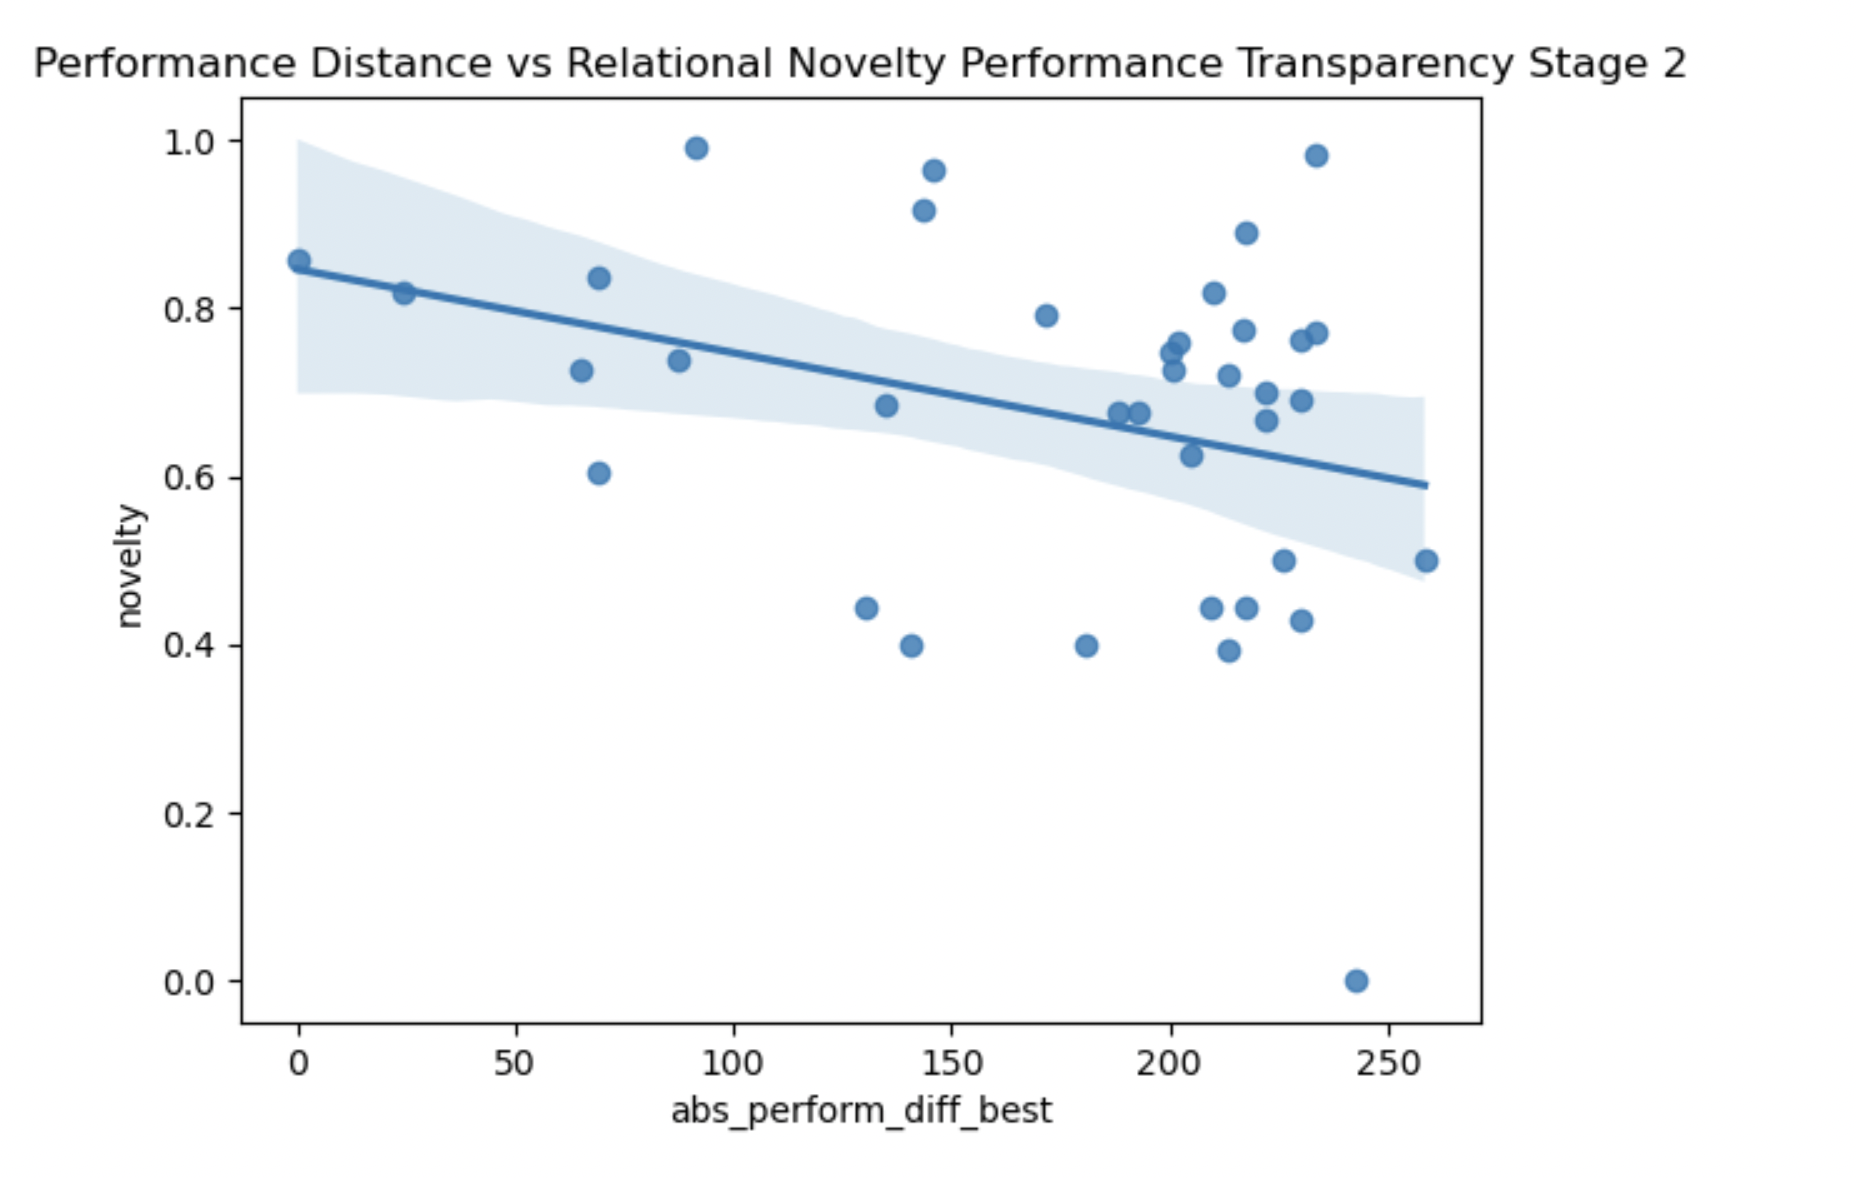 Performance Distance vs Relational Novelty Performance Transparency Stage 2
1.0
0.8
0.6
0.4
0.2
0.0
novelty
0 50 100 150 200 250
abs_perform_diff_best